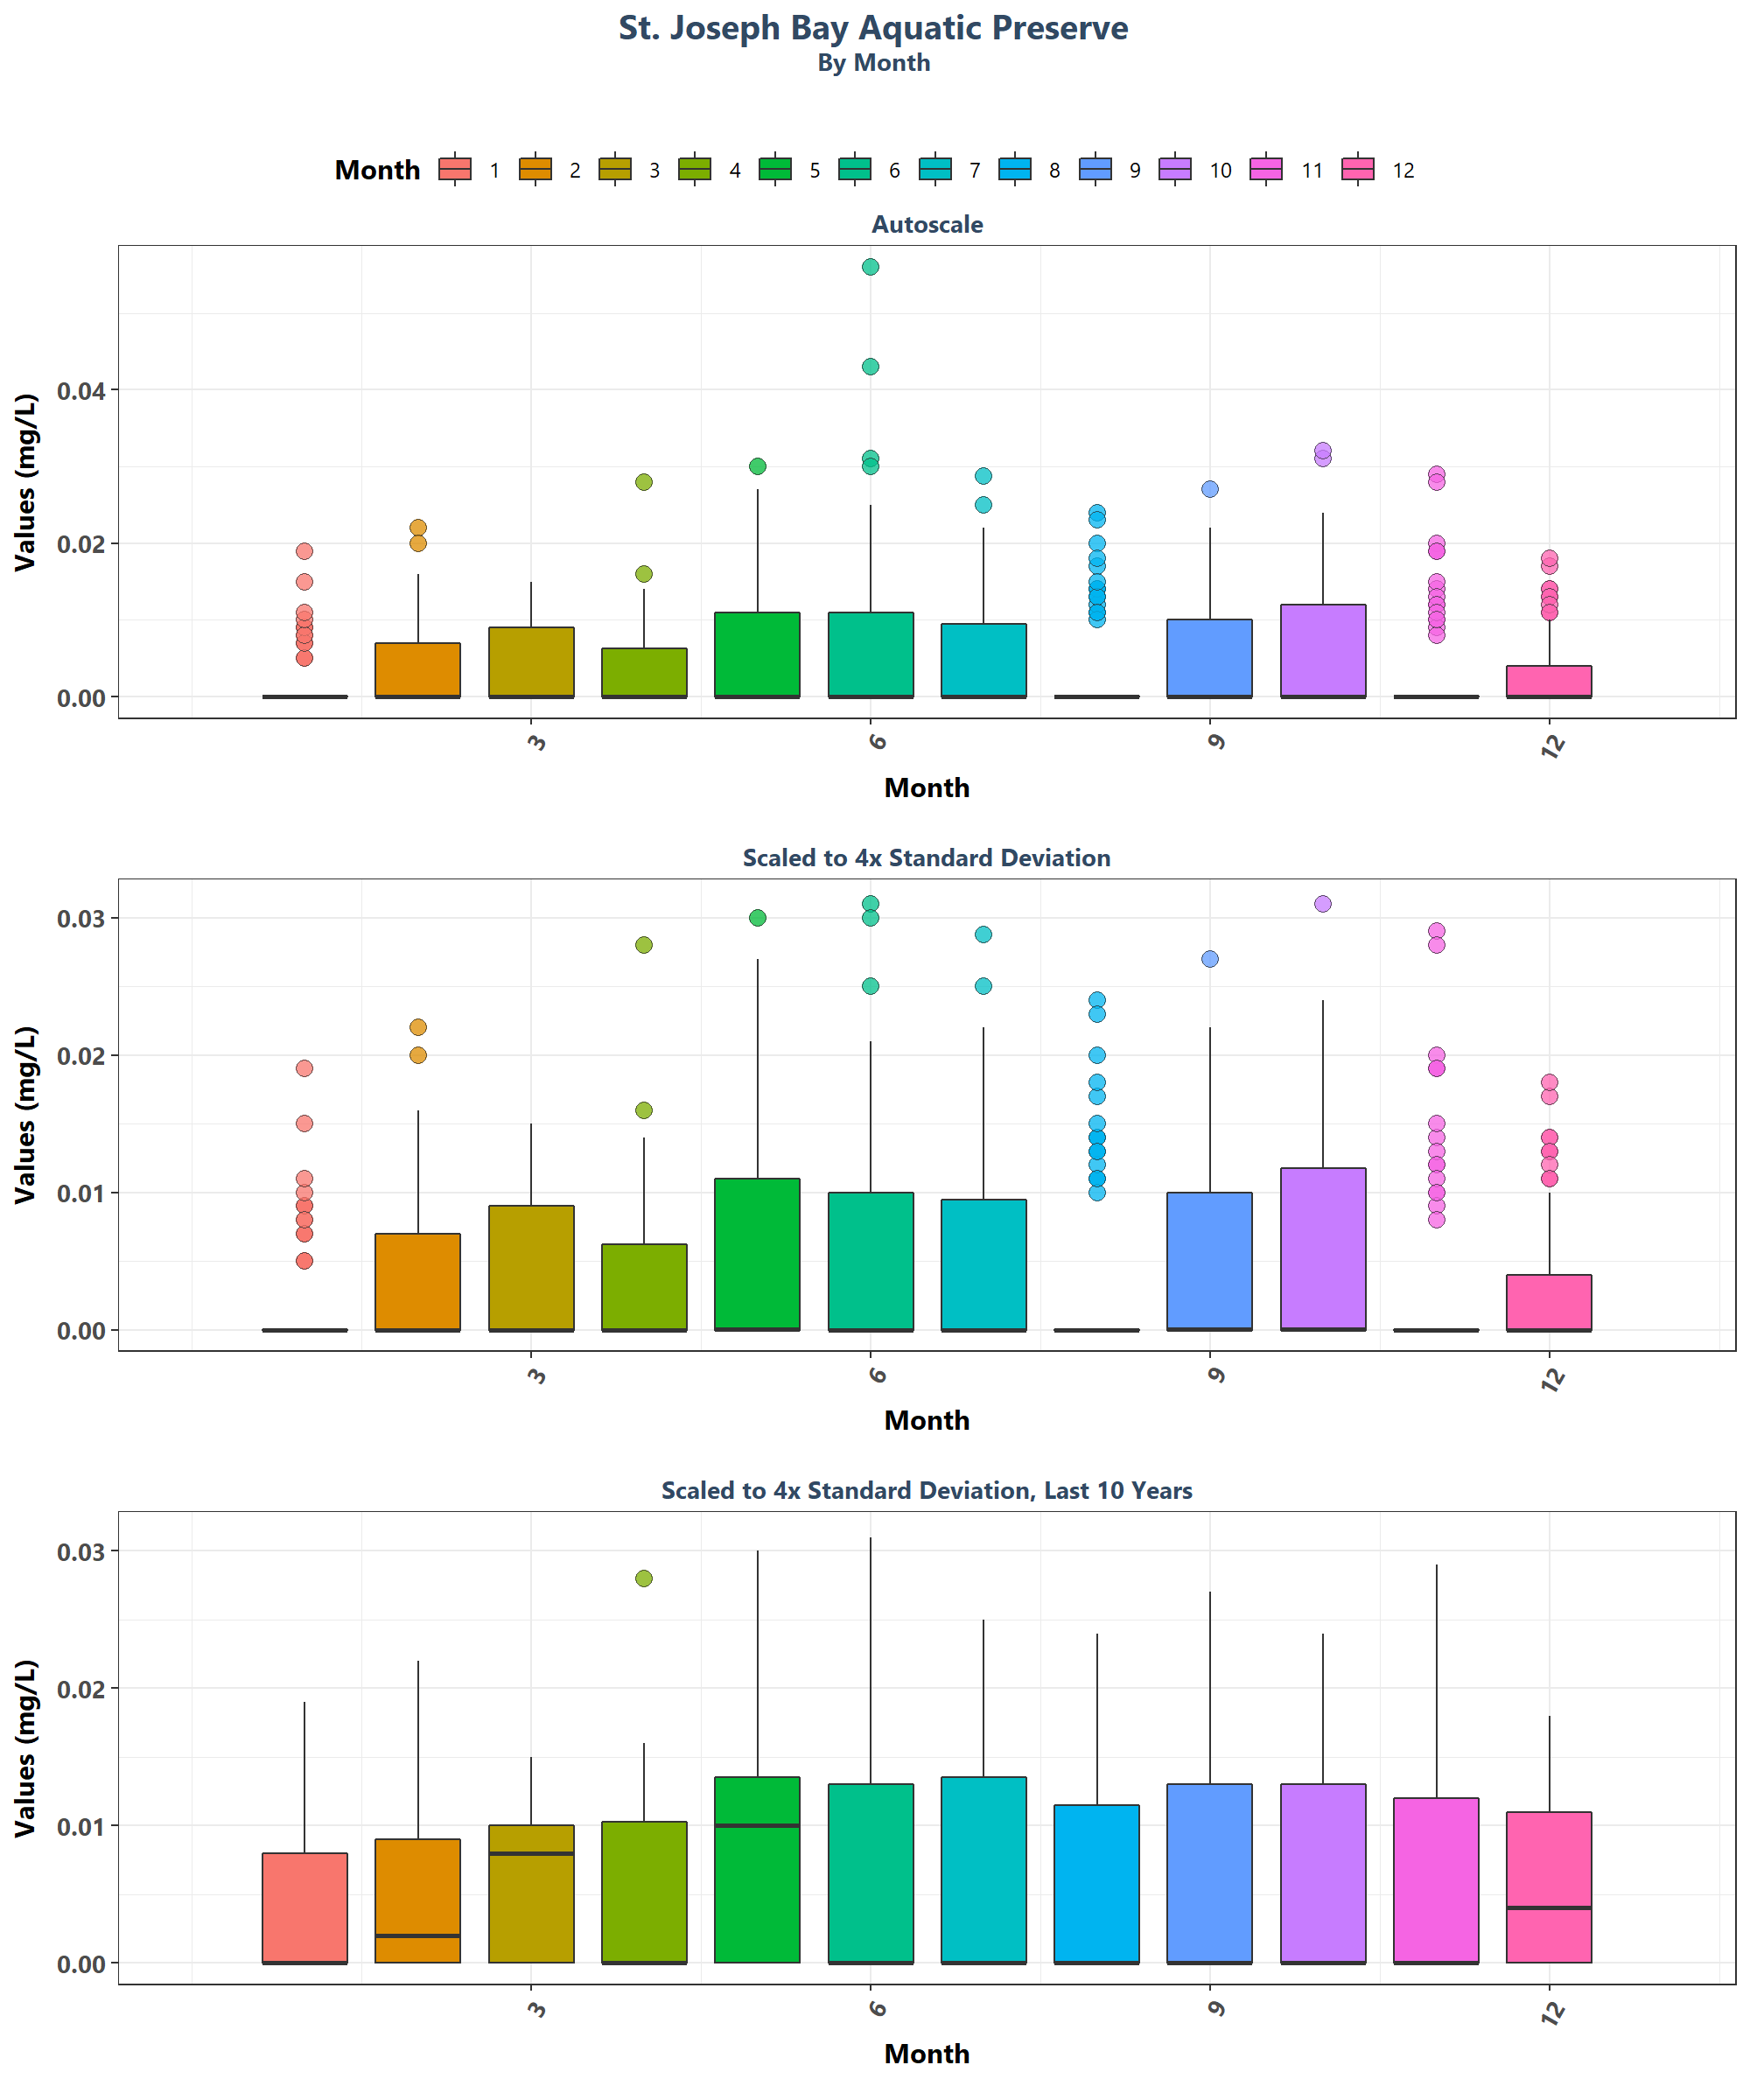 St. Joseph Bay Aquatic Preserve
By Month
Month 1 2 3 4 5 6 7 8 9 10 11 12
Autoscale
Values (mg/L)
0.04
0.02
0.00
3 6 9 12
Month
Scaled to 4x Standard Deviation
Values (mg/L)
0.03
0.02
0.01
0.00
3 6 9 12
Month
Scaled to 4x Standard Deviation, Last 10 Years
Values (mg/L)
0.03
0.02
0.01
0.00
3 6 9 12
Month